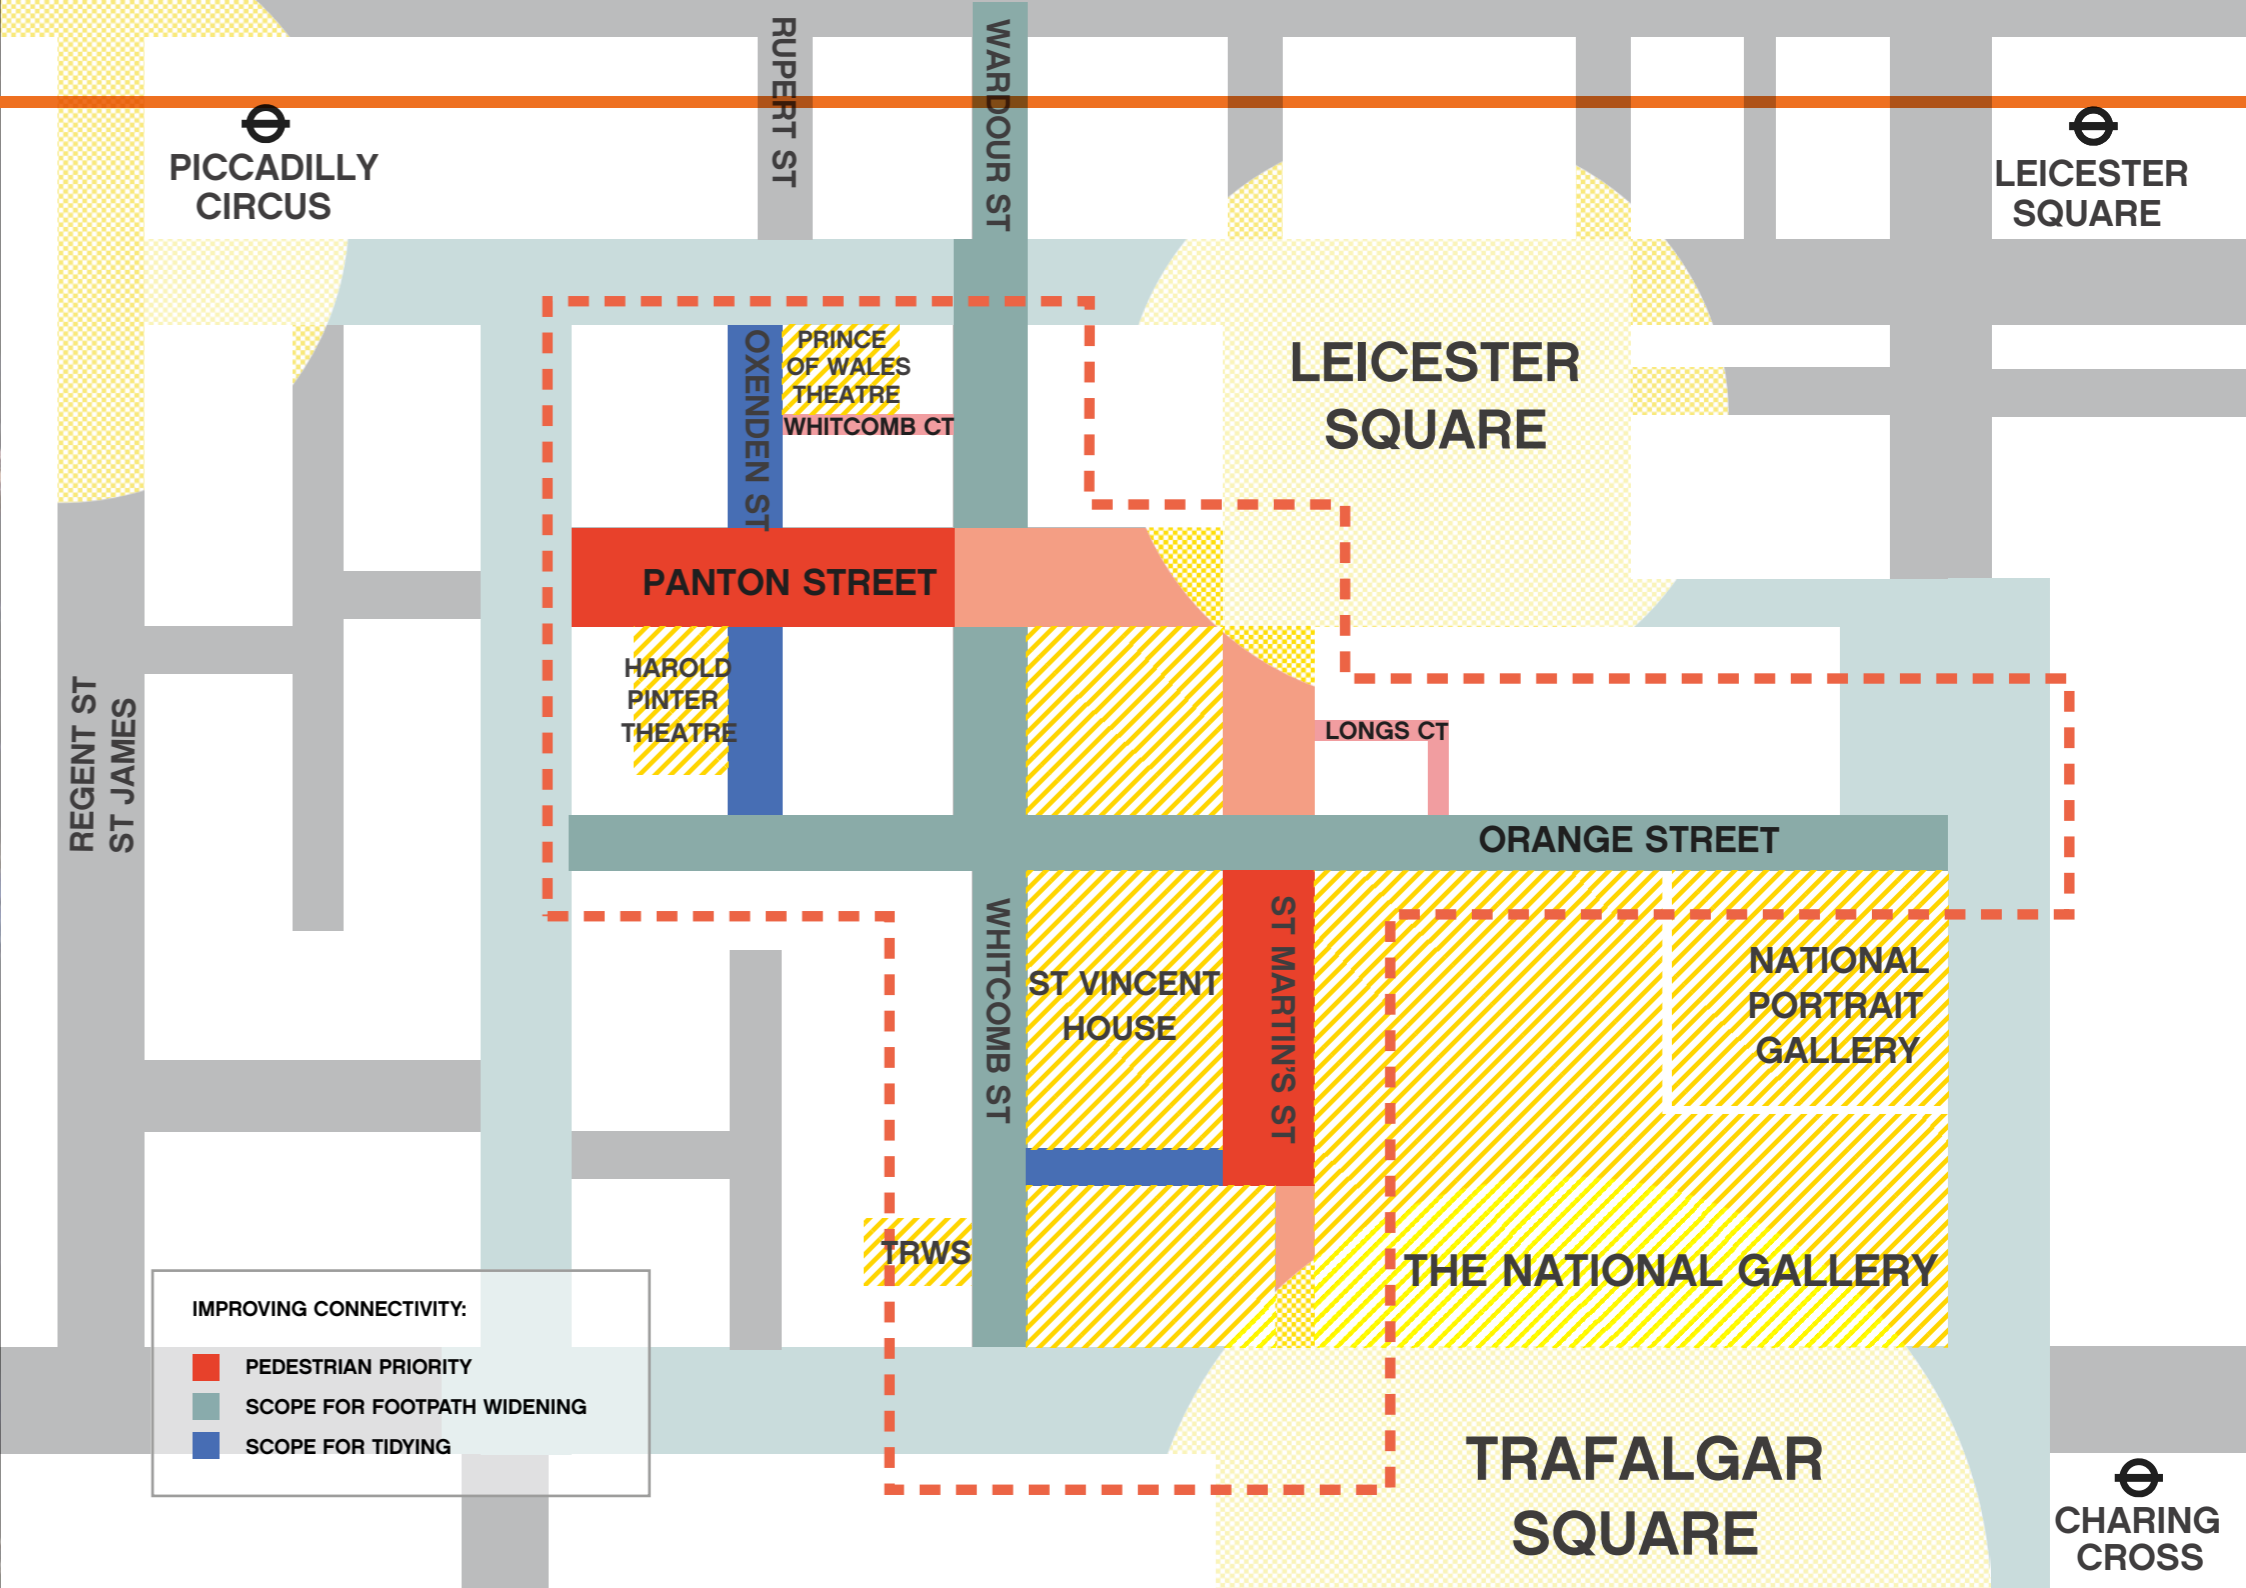 RUPERT ST
WARDOUR ST
PICCADILLY
CIRCUS
LEICESTER
SQUARE
OXENDEN ST
PRINCE
OF WALES
THEATRE
WHITCOMB CT
LEICESTER
SQUARE
PANTON STREET
HAROLD
PINTER
THEATRE
LONGS CT
REGENT ST
ST JAMES
ORANGE STREET
WHITCOMB ST
ST VINCENT
HOUSE
ST MARTIN'S ST
NATIONAL
PORTRAIT
GALLERY
TRWS
THE NATIONAL GALLERY
IMPROVING CONNECTIVITY:
PEDESTRIAN PRIORITY
SCOPE FOR FOOTPATH WIDENING
SCOPE FOR TIDYING
TRAFALGAR
SQUARE
CHARING
CROSS